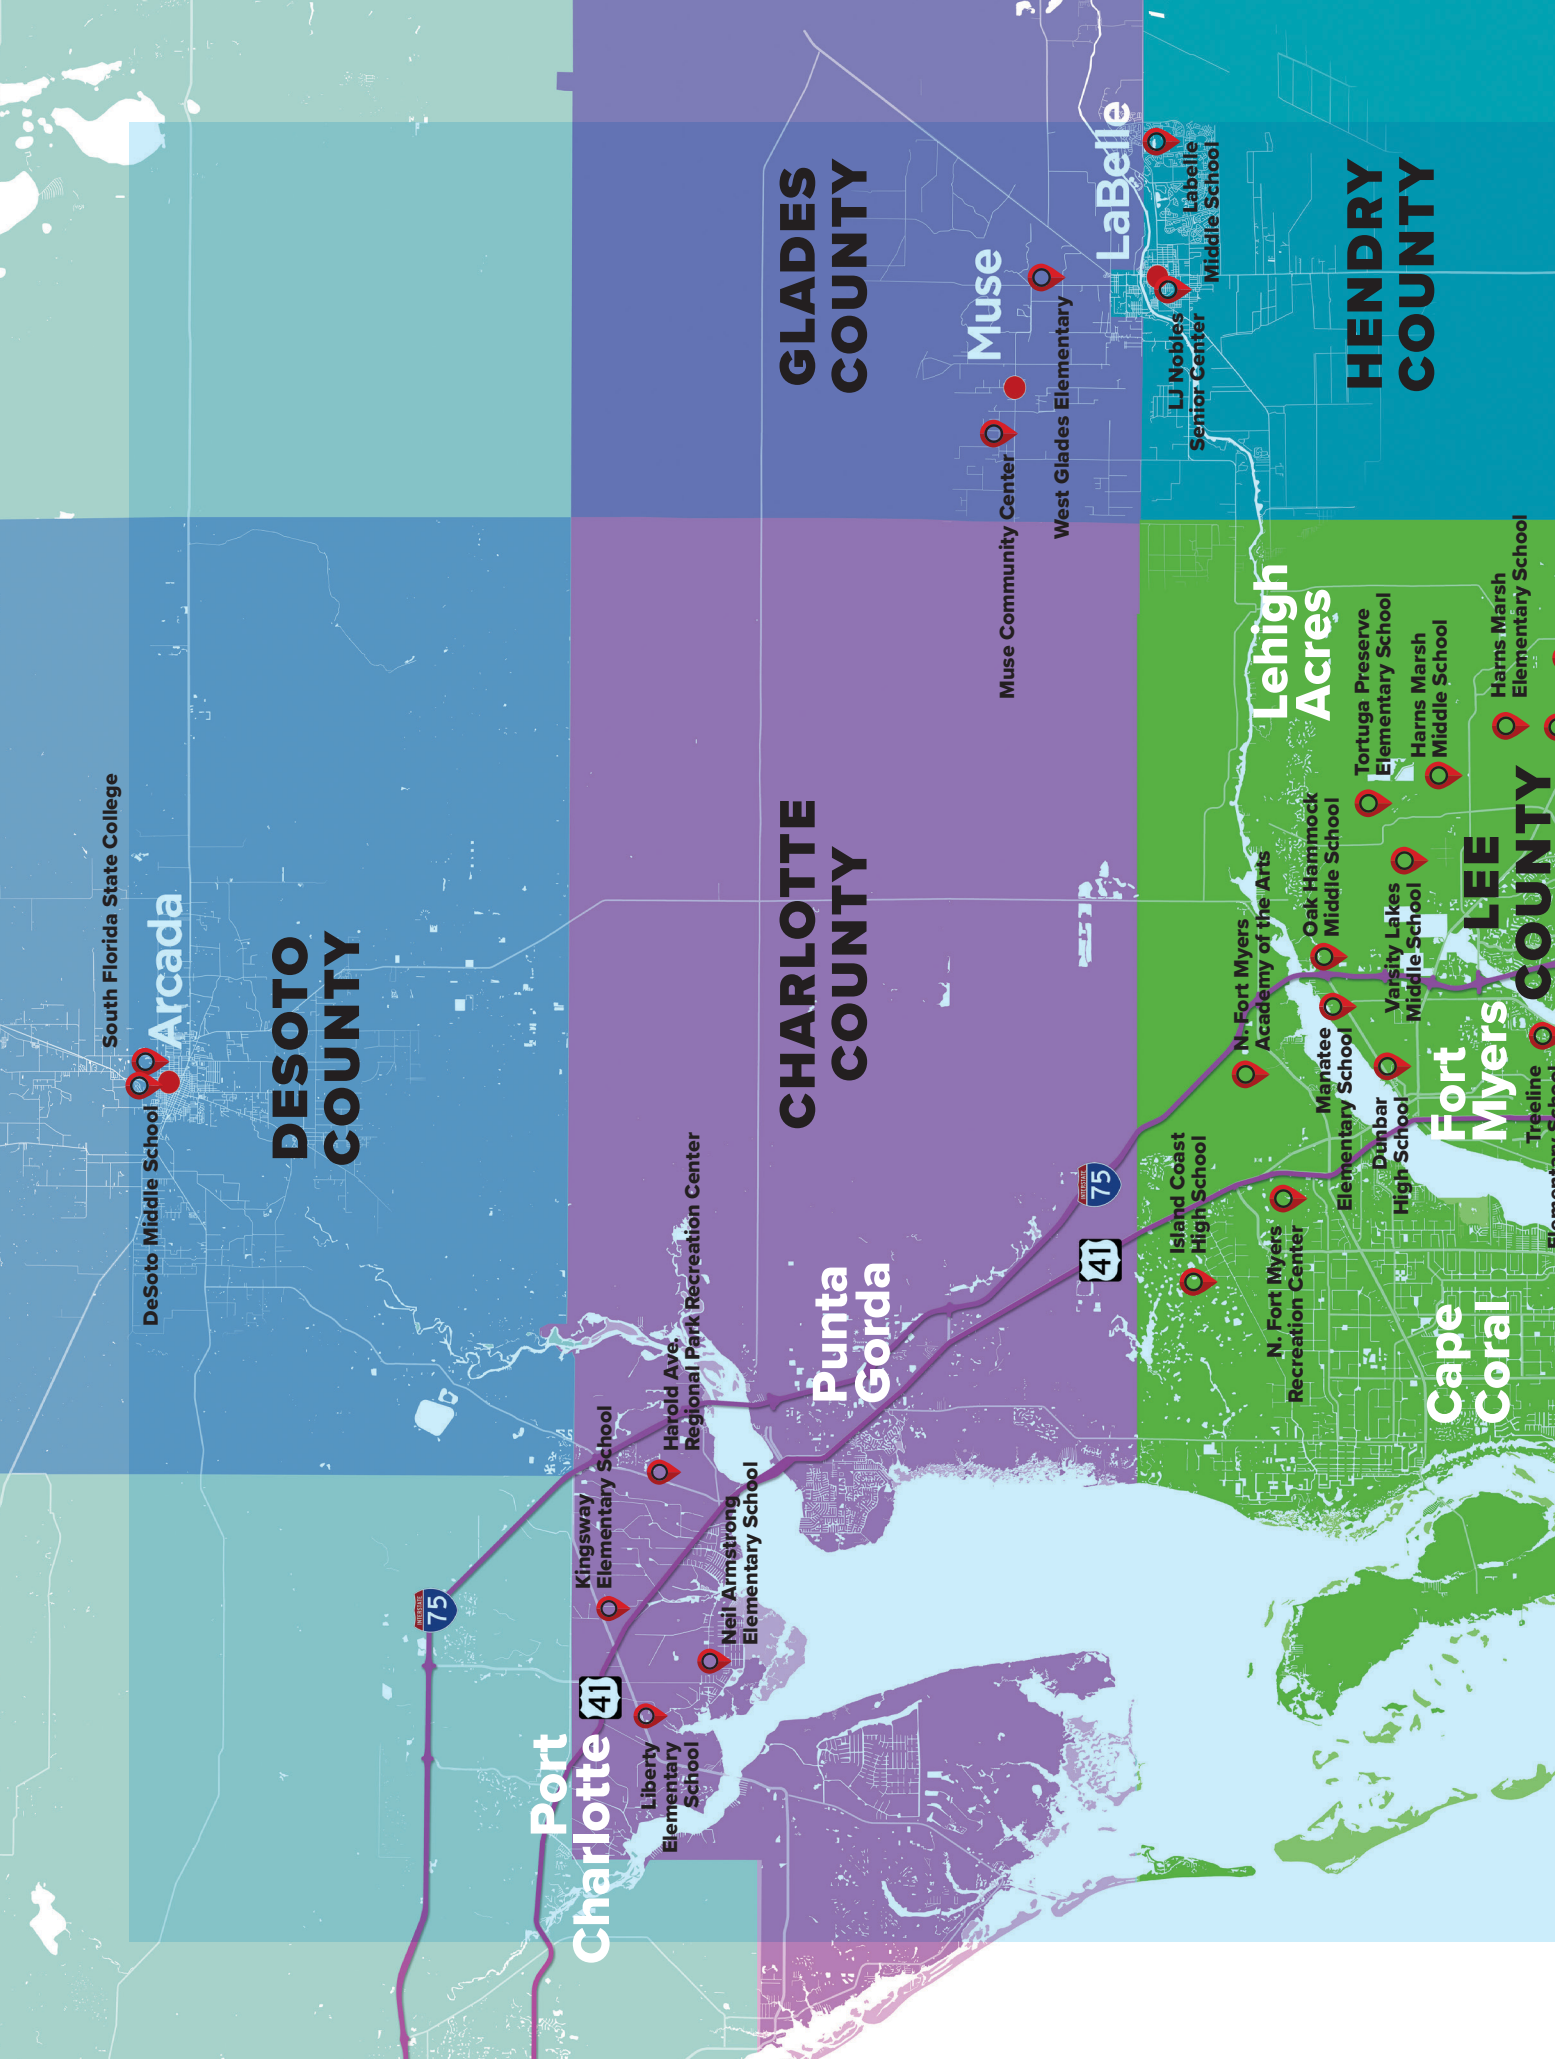 South Florida State College
Arcada
DeSoto Middle School
DESOTO
COUNTY
GLADES
COUNTY
Muse
LaBelle
Labelle
Middle School
West Glades Elementary
LJ Nobles
Senior Center
Muse Community Center
HENDRY
COUNTY
CHARLOTTE
COUNTY
INTERSTATE
75
41
Harold Ave.
Regional Park Recreation Center
Kingsway
Elementary School
Neil Armstrong
Elementary School
Punta
Gorda
INTERSTATE
75
41
Port
Charlotte
Liberty
Elementary
School
Lehigh
Acres
Tortuga Preserve
Elementary School
Harns Marsh
Middle School
Harns Marsh
Elementary School
Oak Hammock
Middle School
Varsity Lakes
Middle School
LEE
COUNTY
N. Fort Myers
Academy of the Arts
Manatee
Elementary School
Dunbar
High School
Fort
Myers
Treeline
Elementary School
Island Coast
High School
N. Fort Myers
Recreation Center
Cape
Coral